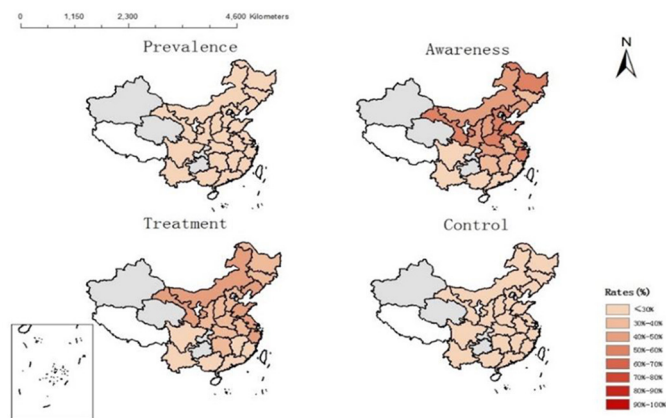 0 1,150 2,300 4,600 Kilometers
Prevalence
Awareness
N
Treatment
Control
Rates(%)
≤30%
30%-40%
40%-50%
50%-60%
60%-70%
70%-80%
80%-90%
90%-100%